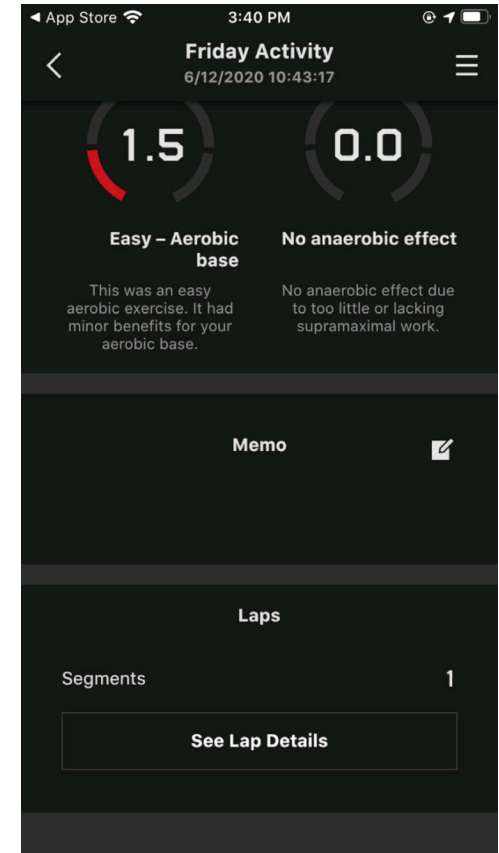 ◀ App Store 3:40 PM
Friday Activity
6/12/2020 10:43:17
1.5 0.0
Easy – Aerobic
base
This was an easy
aerobic exercise. It had
minor benefits for your
aerobic base.
No anaerobic effect
No anaerobic effect due
to too little or lacking
supramaximal work.
Memo
Laps
Segments 1
See Lap Details